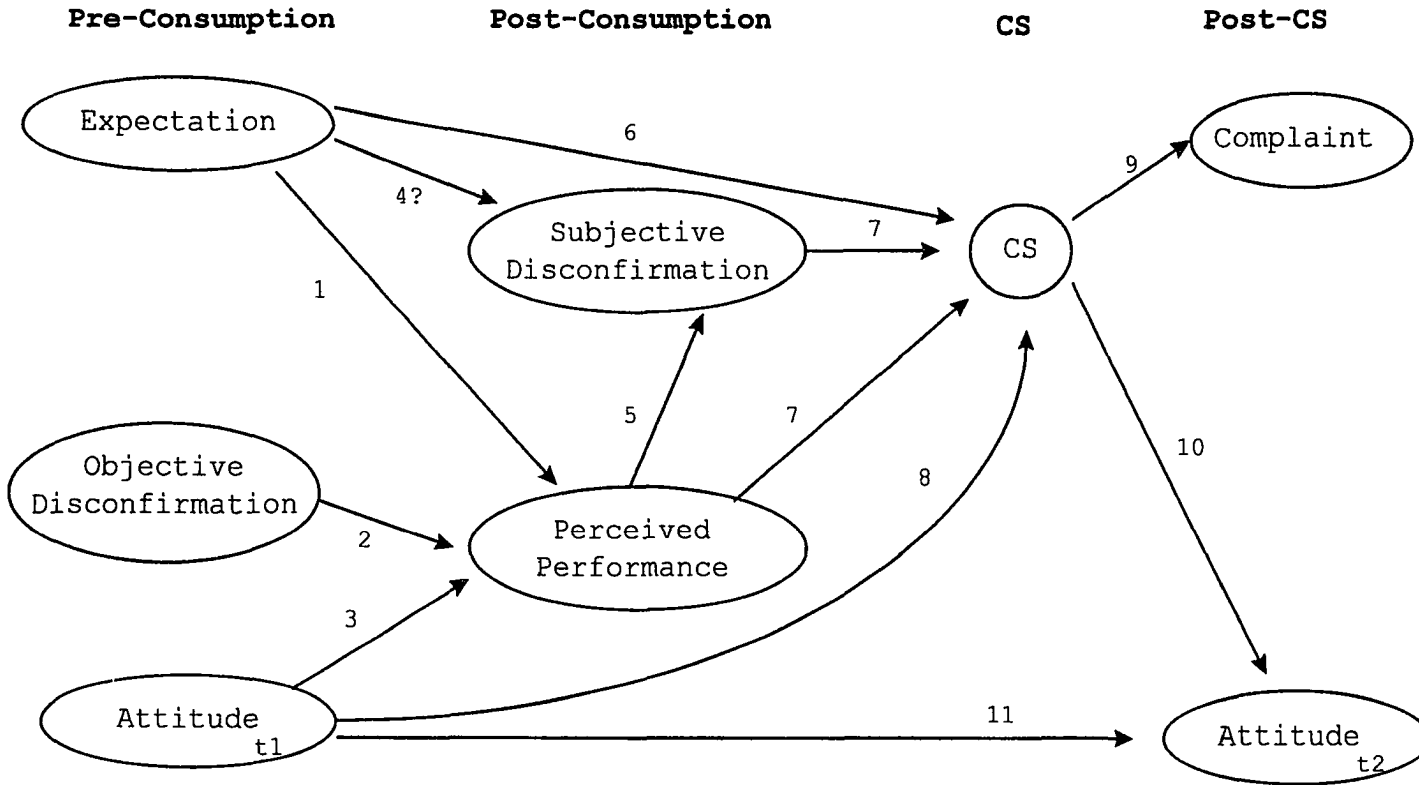 Pre-Consumption Post-Consumption CS Post-CS
Expectation
6
Complaint
9
4?
Subjective
Disconfirmation
7
CS
1
5
7
10
Objective
Disconfirmation
8
2
Perceived
Performance
3
Attitude t1
11
Attitude t2